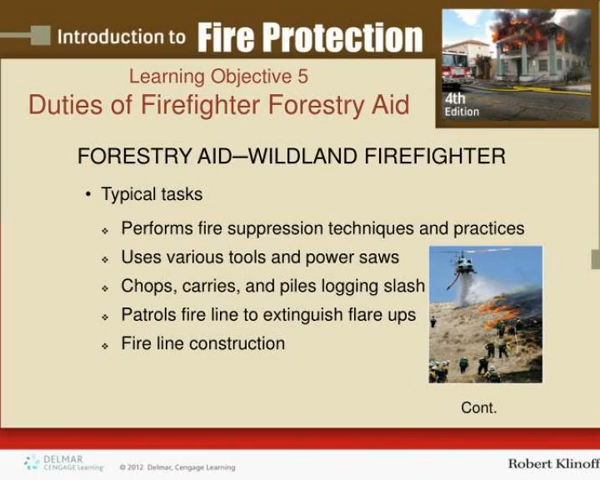 Introduction to Fire Protection
4th
Edition
Learning Objective 5
Duties of Firefighter Forestry Aid
FORESTRY AID—WILDLAND FIREFIGHTER
• Typical tasks
Performs fire suppression techniques and practices
Uses various tools and power saws
Chops, carries, and piles logging slash
Patrols fire line to extinguish flare ups
Fire line construction
Cont.
DELMAR
CENGAGE Learning
© 2012 Delmar, Cengage Learning
Robert Klinoff